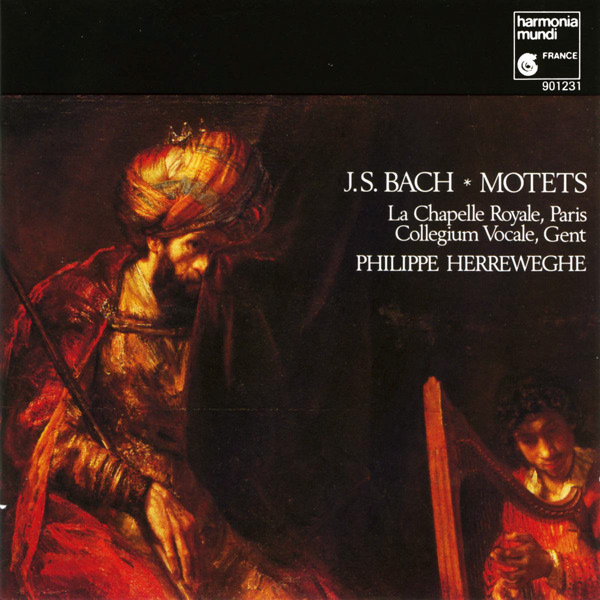 harmonia
mundi
FRANCE
901231
J.S. BACH * MOTETS
La Chapelle Royale, Paris
Collegium Vocale, Gent
PHILIPPE HERREWEGHE